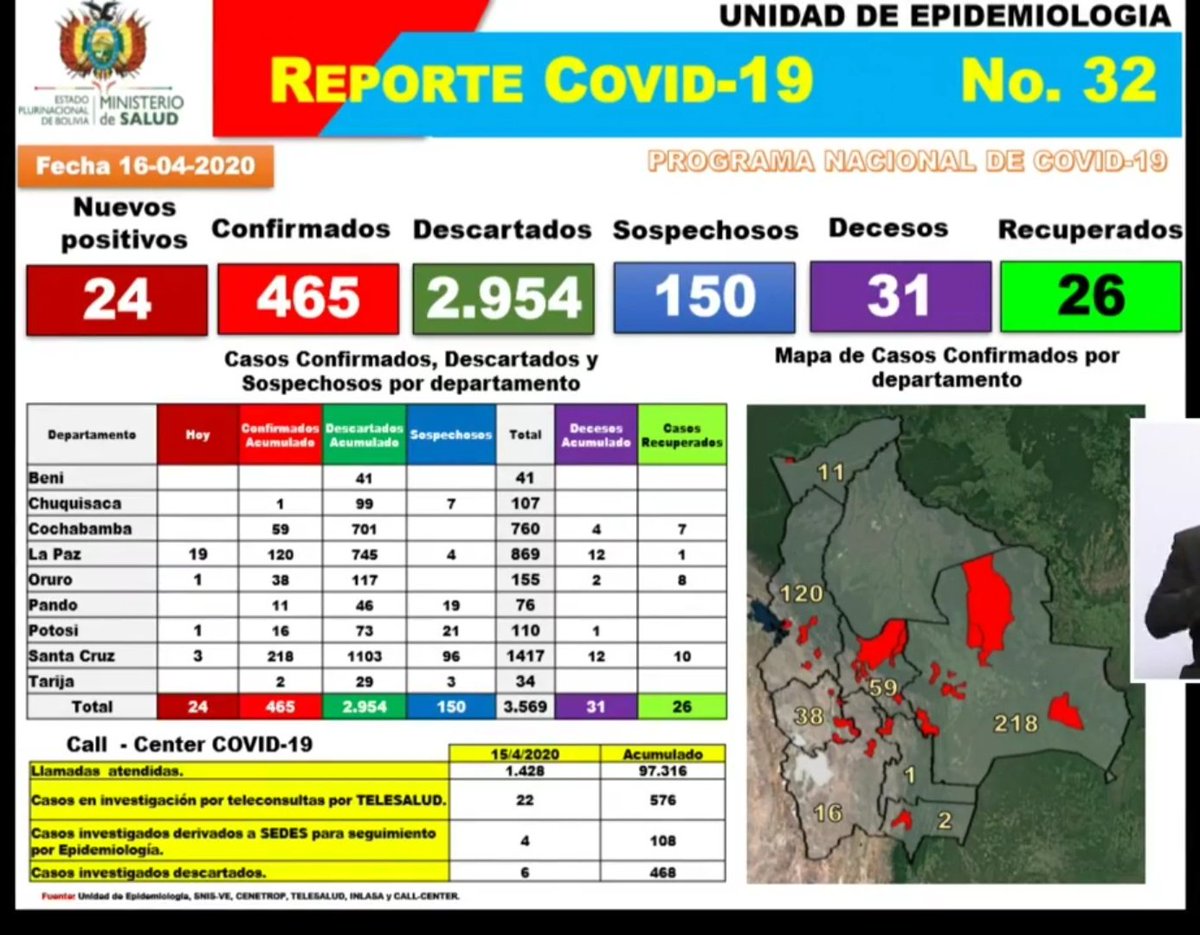 UNIDAD DE EPIDEMIOLOGIA
ESTADO PLURINACIONAL DE BOLIVIA
MINISTERIO de SALUD
REPORTE COVID-19 No. 32
Fecha 16-04-2020
PROGRAMA NACIONAL DE COVID-19
Nuevos positivos
Confirmados
Descartados
Sospechosos
Decesos
Recuperados
24 465 2.954 150 31 26
Casos Confirmados, Descartados y
Sospechosos por departamento
Departamento Hoy Confirmados Acumulado Descartados Acumulado Sospechosos Total Decesos Acumulado Casos Recuperados
Beni 41 41
Chuquisaca 1 99 7 107
Cochabamba 59 701 760 4 7
La Paz 19 120 745 4 869 12 1
Oruro 1 38 117 155 2 8
Pando 11 46 19 76
Potosi 1 16 73 21 110 1
Santa Cruz 3 218 1103 96 1417 12 10
Tarija 2 29 3 34
Total 24 465 2.954 150 3.569 31 26
Mapa de Casos Confirmados por
departamento
11
120
59
38
218
1
16
2
Call - Center COVID-19
15/4/2020 Acumulado
Llamadas atendidas. 1.428 97.316
Casos en investigación por teleconsultas por TELESALUD. 22 576
Casos investigados derivados a SEDES para seguimiento
por Epidemiología. 4 108
Casos investigados descartados. 6 468
Fuente: Unidad de Epidemiologia, SNIS-VE, CENETROP, TELESALUD, INLASA y CALL-CENTER.